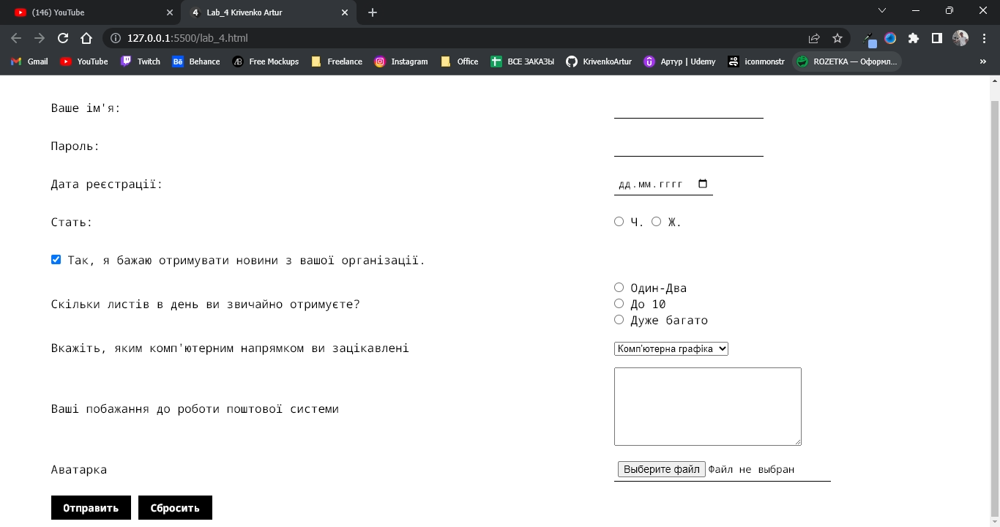 (146) YouTube
4 Lab_4 Krivenko Artur
127.0.0.1:5500/lab_4.html
Gmail YouTube Twitch Bē Behance Free Mockups Freelance Instagram Office ВСЕ ЗАКАЗЫ KrivenkoArtur Артур | Udemy iconmonstr ROZETKA — Оформл... »
Ваше ім'я:
Пароль:
Дата реєстрації: дд.мм.гггг
Стать: Ч. Ж.
Так, я бажаю отримувати новини з вашої організації.
Один-Два
Скільки листів в день ви звичайно отримуєте? До 10
Дуже багато
Вкажіть, яким комп'ютерним напрямком ви зацікавлені Комп'ютерна графіка
Ваші побажання до роботи поштової системи
Аватарка Выберите файл Файл не выбран
Отправить Сбросить